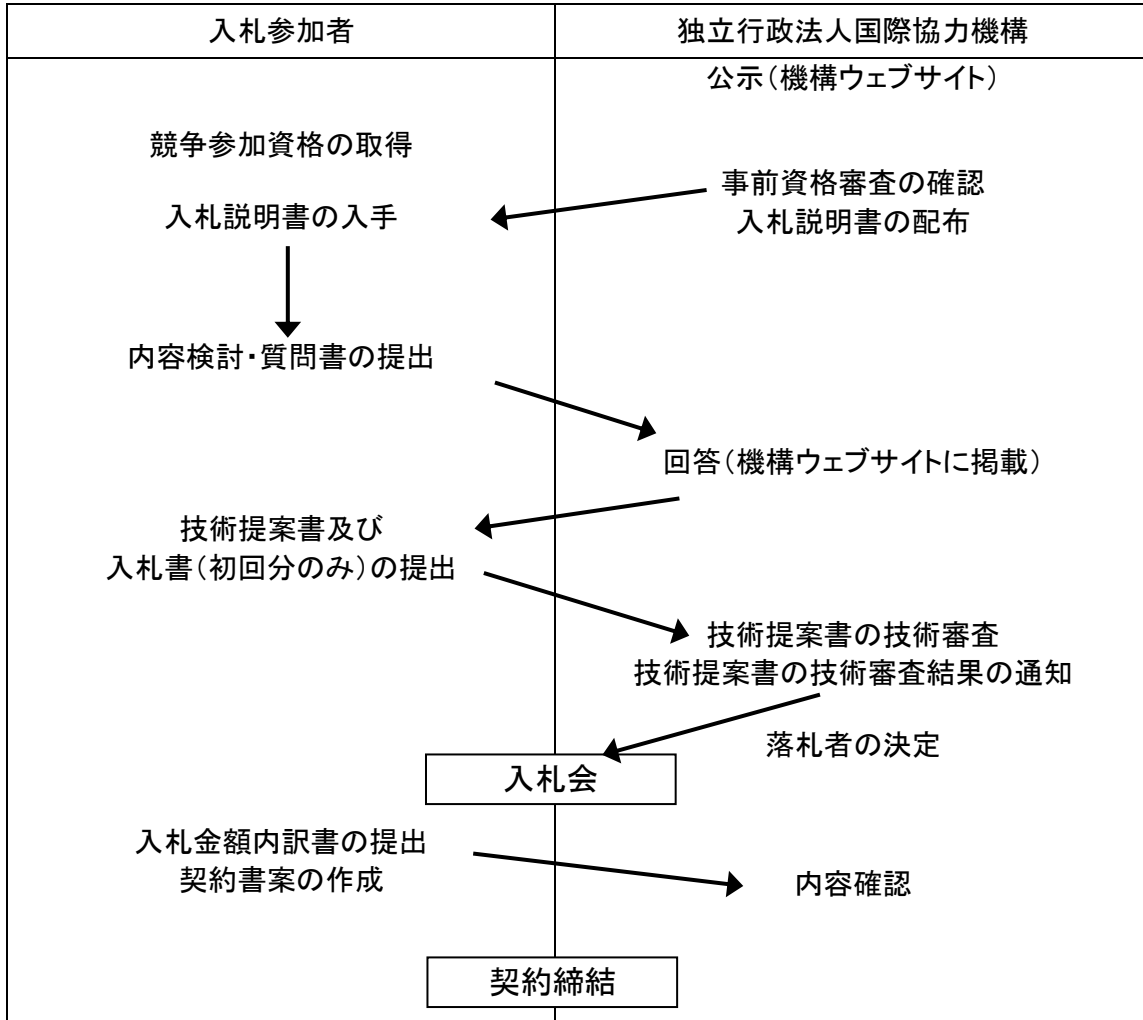 入札参加者
独立行政法人国際協力機構
公示(機構ウェブサイト)
競争参加資格の取得
事前資格審査の確認
入札説明書の入手
入札説明書の配布
内容検討・質問書の提出
回答(機構ウェブサイトに掲載)
技術提案書及び
入札書(初回分のみ)の提出
技術提案書の技術審査
技術提案書の技術審査結果の通知
落札者の決定
入札会
入札金額内訳書の提出
契約書案の作成
内容確認
契約締結